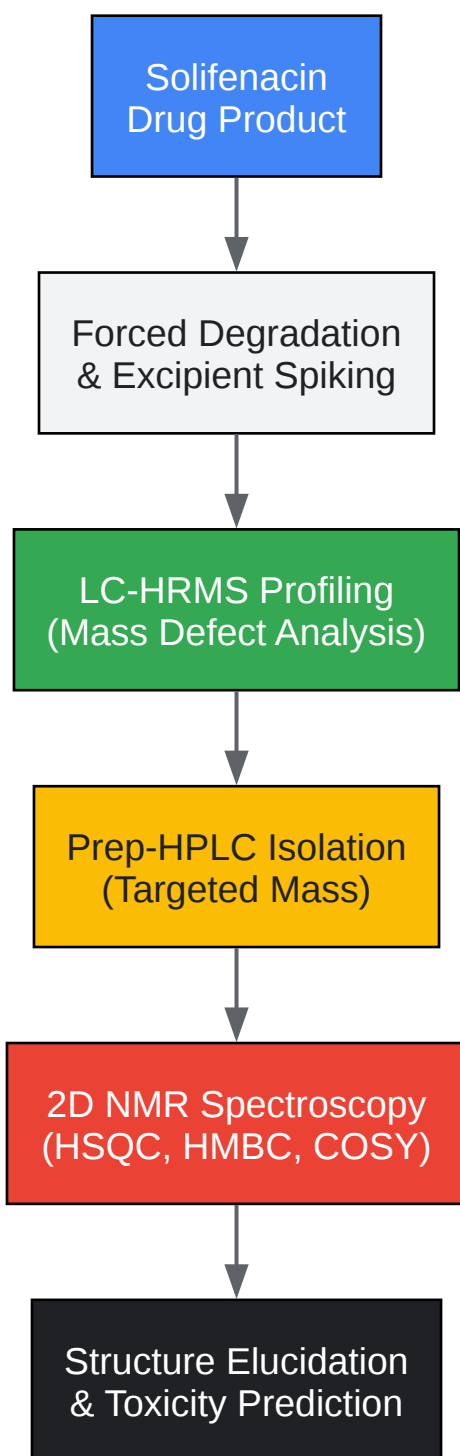 Solifenacin
Drug Product
Forced Degradation
& Excipient Spiking
LC-HRMS Profiling
(Mass Defect Analysis)
Prep-HPLC Isolation
(Targeted Mass)
2D NMR Spectroscopy
(HSQC, HMBC, COSY)
Structure Elucidation
& Toxicity Prediction